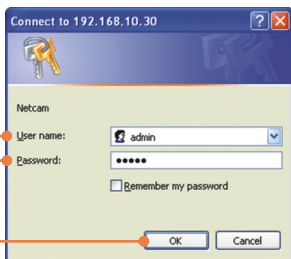 Connect to 192.168.10.30
Netcam
User name:
admin
Password:
•••••
Remember my password
OK
Cancel